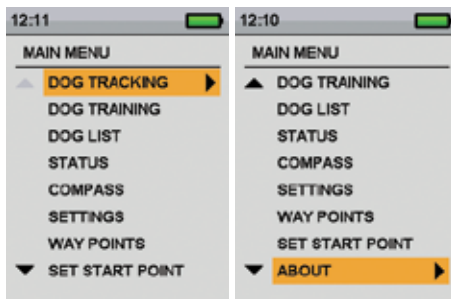 12:11
MAIN MENU
DOG TRACKING
DOG TRAINING
DOG LIST
STATUS
COMPASS
SETTINGS
WAY POINTS
SET START POINT
12:10
MAIN MENU
DOG TRAINING
DOG LIST
STATUS
COMPASS
SETTINGS
WAY POINTS
SET START POINT
ABOUT